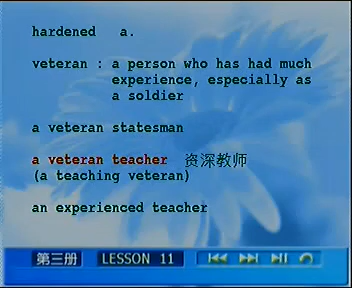 hardened a.
veteran : a person who has had much
experience, especially as
a soldier
a veteran statesman
a veteran teacher 资深教师
(a teaching veteran)
an experienced teacher
第三册 LESSON 11